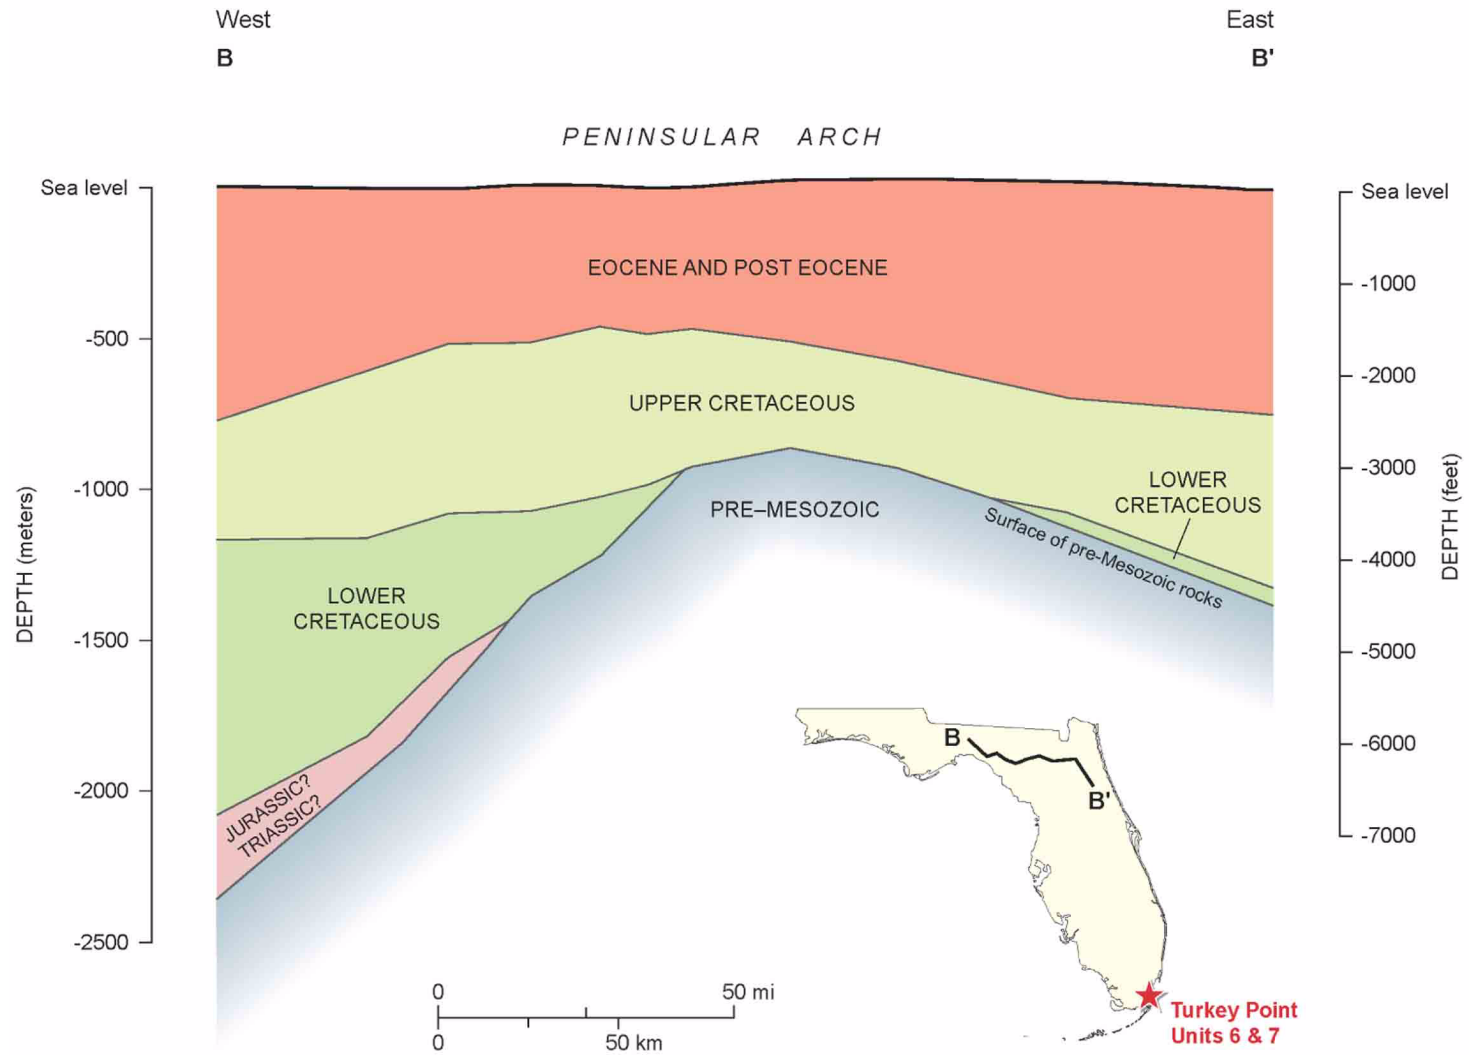 West
East
B
B'
PENINSULAR ARCH
Sea level
Sea level
EOCENE AND POST EOCENE
-1000
-500
-2000
UPPER CRETACEOUS
-3000
LOWER
CRETACEOUS
-1000
PRE–MESOZOIC
Surface of pre-Mesozoic rocks
DEPTH (meters)
DEPTH (feet)
-4000
LOWER
CRETACEOUS
-1500
-5000
B
-6000
JURASSIC?
TRIASSIC?
-2000
B'
-7000
-2500
0
50 mi
0
50 km
Turkey Point
Units 6 & 7